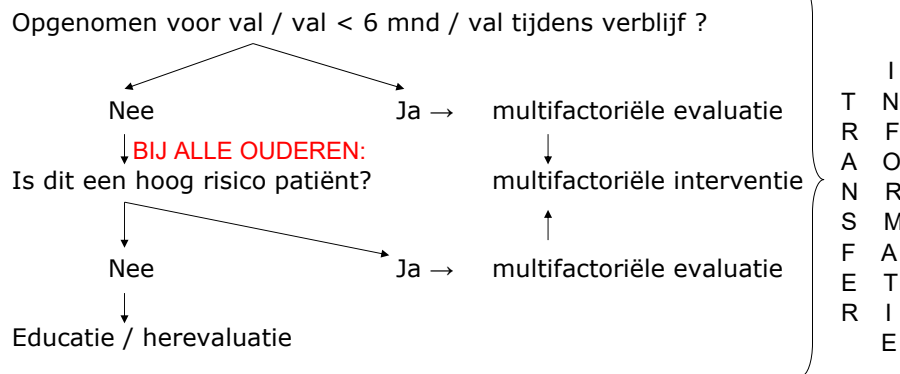 Opgenomen voor val / val < 6 mnd / val tijdens verblijf ?
Nee
Ja → multifactoriële evaluatie
BIJ ALLE OUDEREN:
Is dit een hoog risico patiënt?
multifactoriële interventie
Nee
Ja → multifactoriële evaluatie
Educatie / herevaluatie
TRANSFER
INFORMATIE